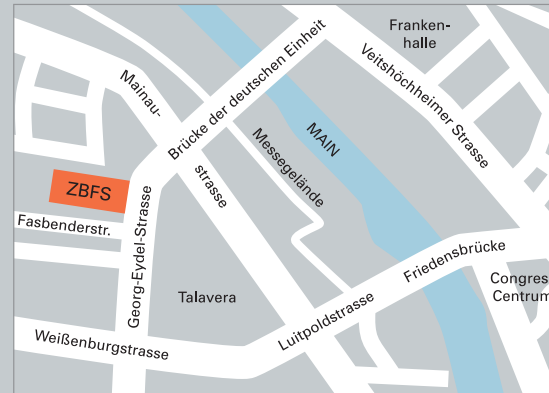 Franken-
halle
Mainau-
strasse
Brücke der deutschen Einheit
Veitshöchheimer Strasse
MAIN
Messegelände
ZBFS
Fasbenderstr.
Georg-Eydel-Strasse
Talavera
Friedensbrücke
Luitpoldstrasse
Congres
Centrum
Weißenburgstrasse